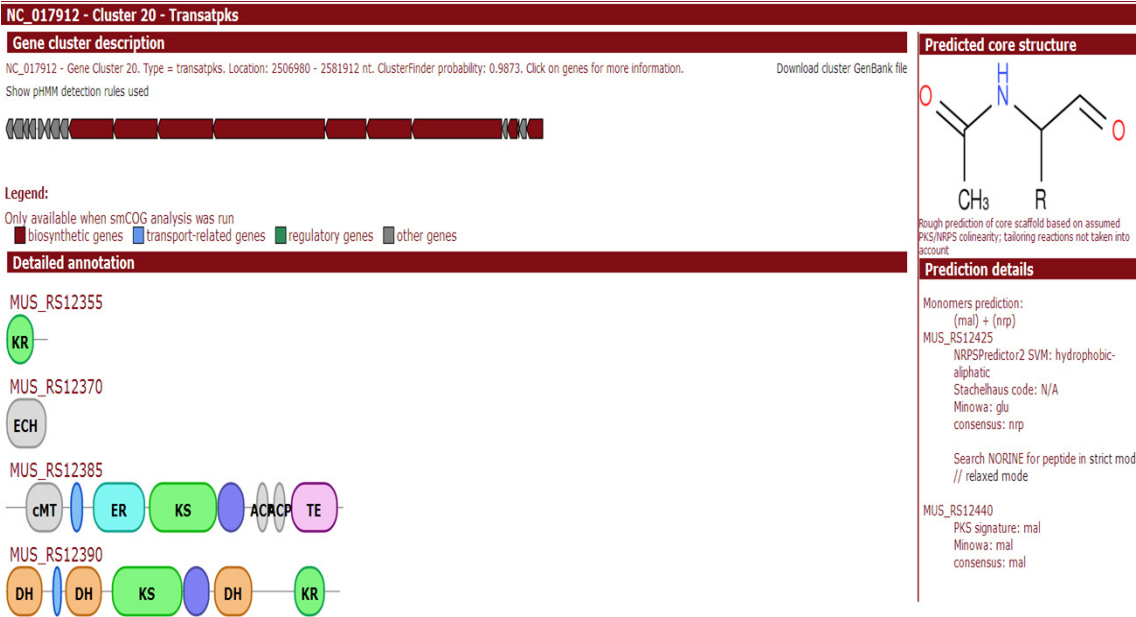 NC_017912 - Cluster 20 - Transatpks
Gene cluster description
NC_017912 - Gene Cluster 20. Type = transatpks. Location: 2506980 - 2581912 nt. ClusterFinder probability: 0.9873. Click on genes for more information.
Download cluster GenBank file
Show pHMM detection rules used
Legend:
Only available when smCOG analysis was run
biosynthetic genes transport-related genes regulatory genes other genes
Detailed annotation
MUS_RS12355
KR
MUS_RS12370
ECH
MUS_RS12385
cMT ER KS ACP ACP TE
MUS_RS12390
DH DH KS DH KR
Predicted core structure
H
O N
O
CH₃ R
Rough prediction of core scaffold based on assumed
PKS/NRPS colinearity; tailoring reactions not taken into
account
Prediction details
Monomers prediction:
(mal) + (nrp)
MUS_RS12425
NRPSPredictor2 SVM: hydrophobic-
aliphatic
Stachelhaus code: N/A
Minowa: glu
consensus: nrp
Search NORINE for peptide in strict mod
// relaxed mode
MUS_RS12440
PKS signature: mal
Minowa: mal
consensus: mal